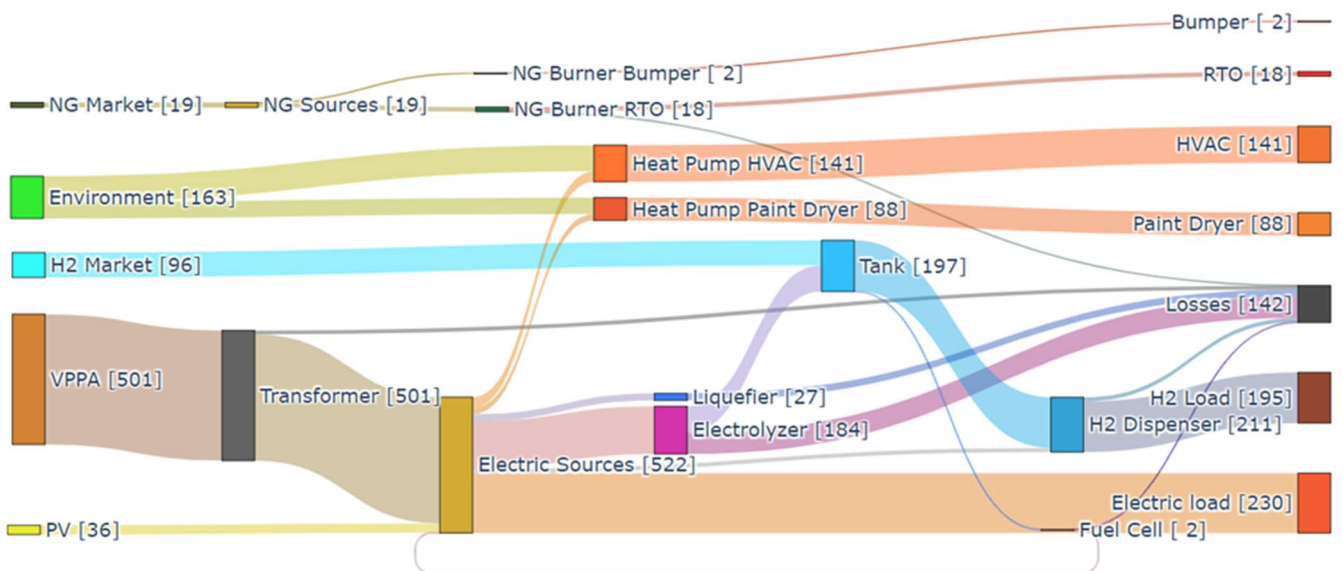 Bumper [ 2]
NG Burner Bumper [ 2]
RTO [18]
NG Market [19]
NG Sources [19]
NG Burner RTO [18]
HVAC [141]
Heat Pump HVAC [141]
Environment [163]
Heat Pump Paint Dryer [88]
Paint Dryer [88]
H2 Market [96]
Tank [197]
Losses [142]
VPPA [501]
Transformer [501]
Liquefier [27]
H2 Load [195]
Electrolyzer [184]
H2 Dispenser [211]
Electric Sources [522]
Electric load [230]
PV [36]
Fuel Cell [ 2]